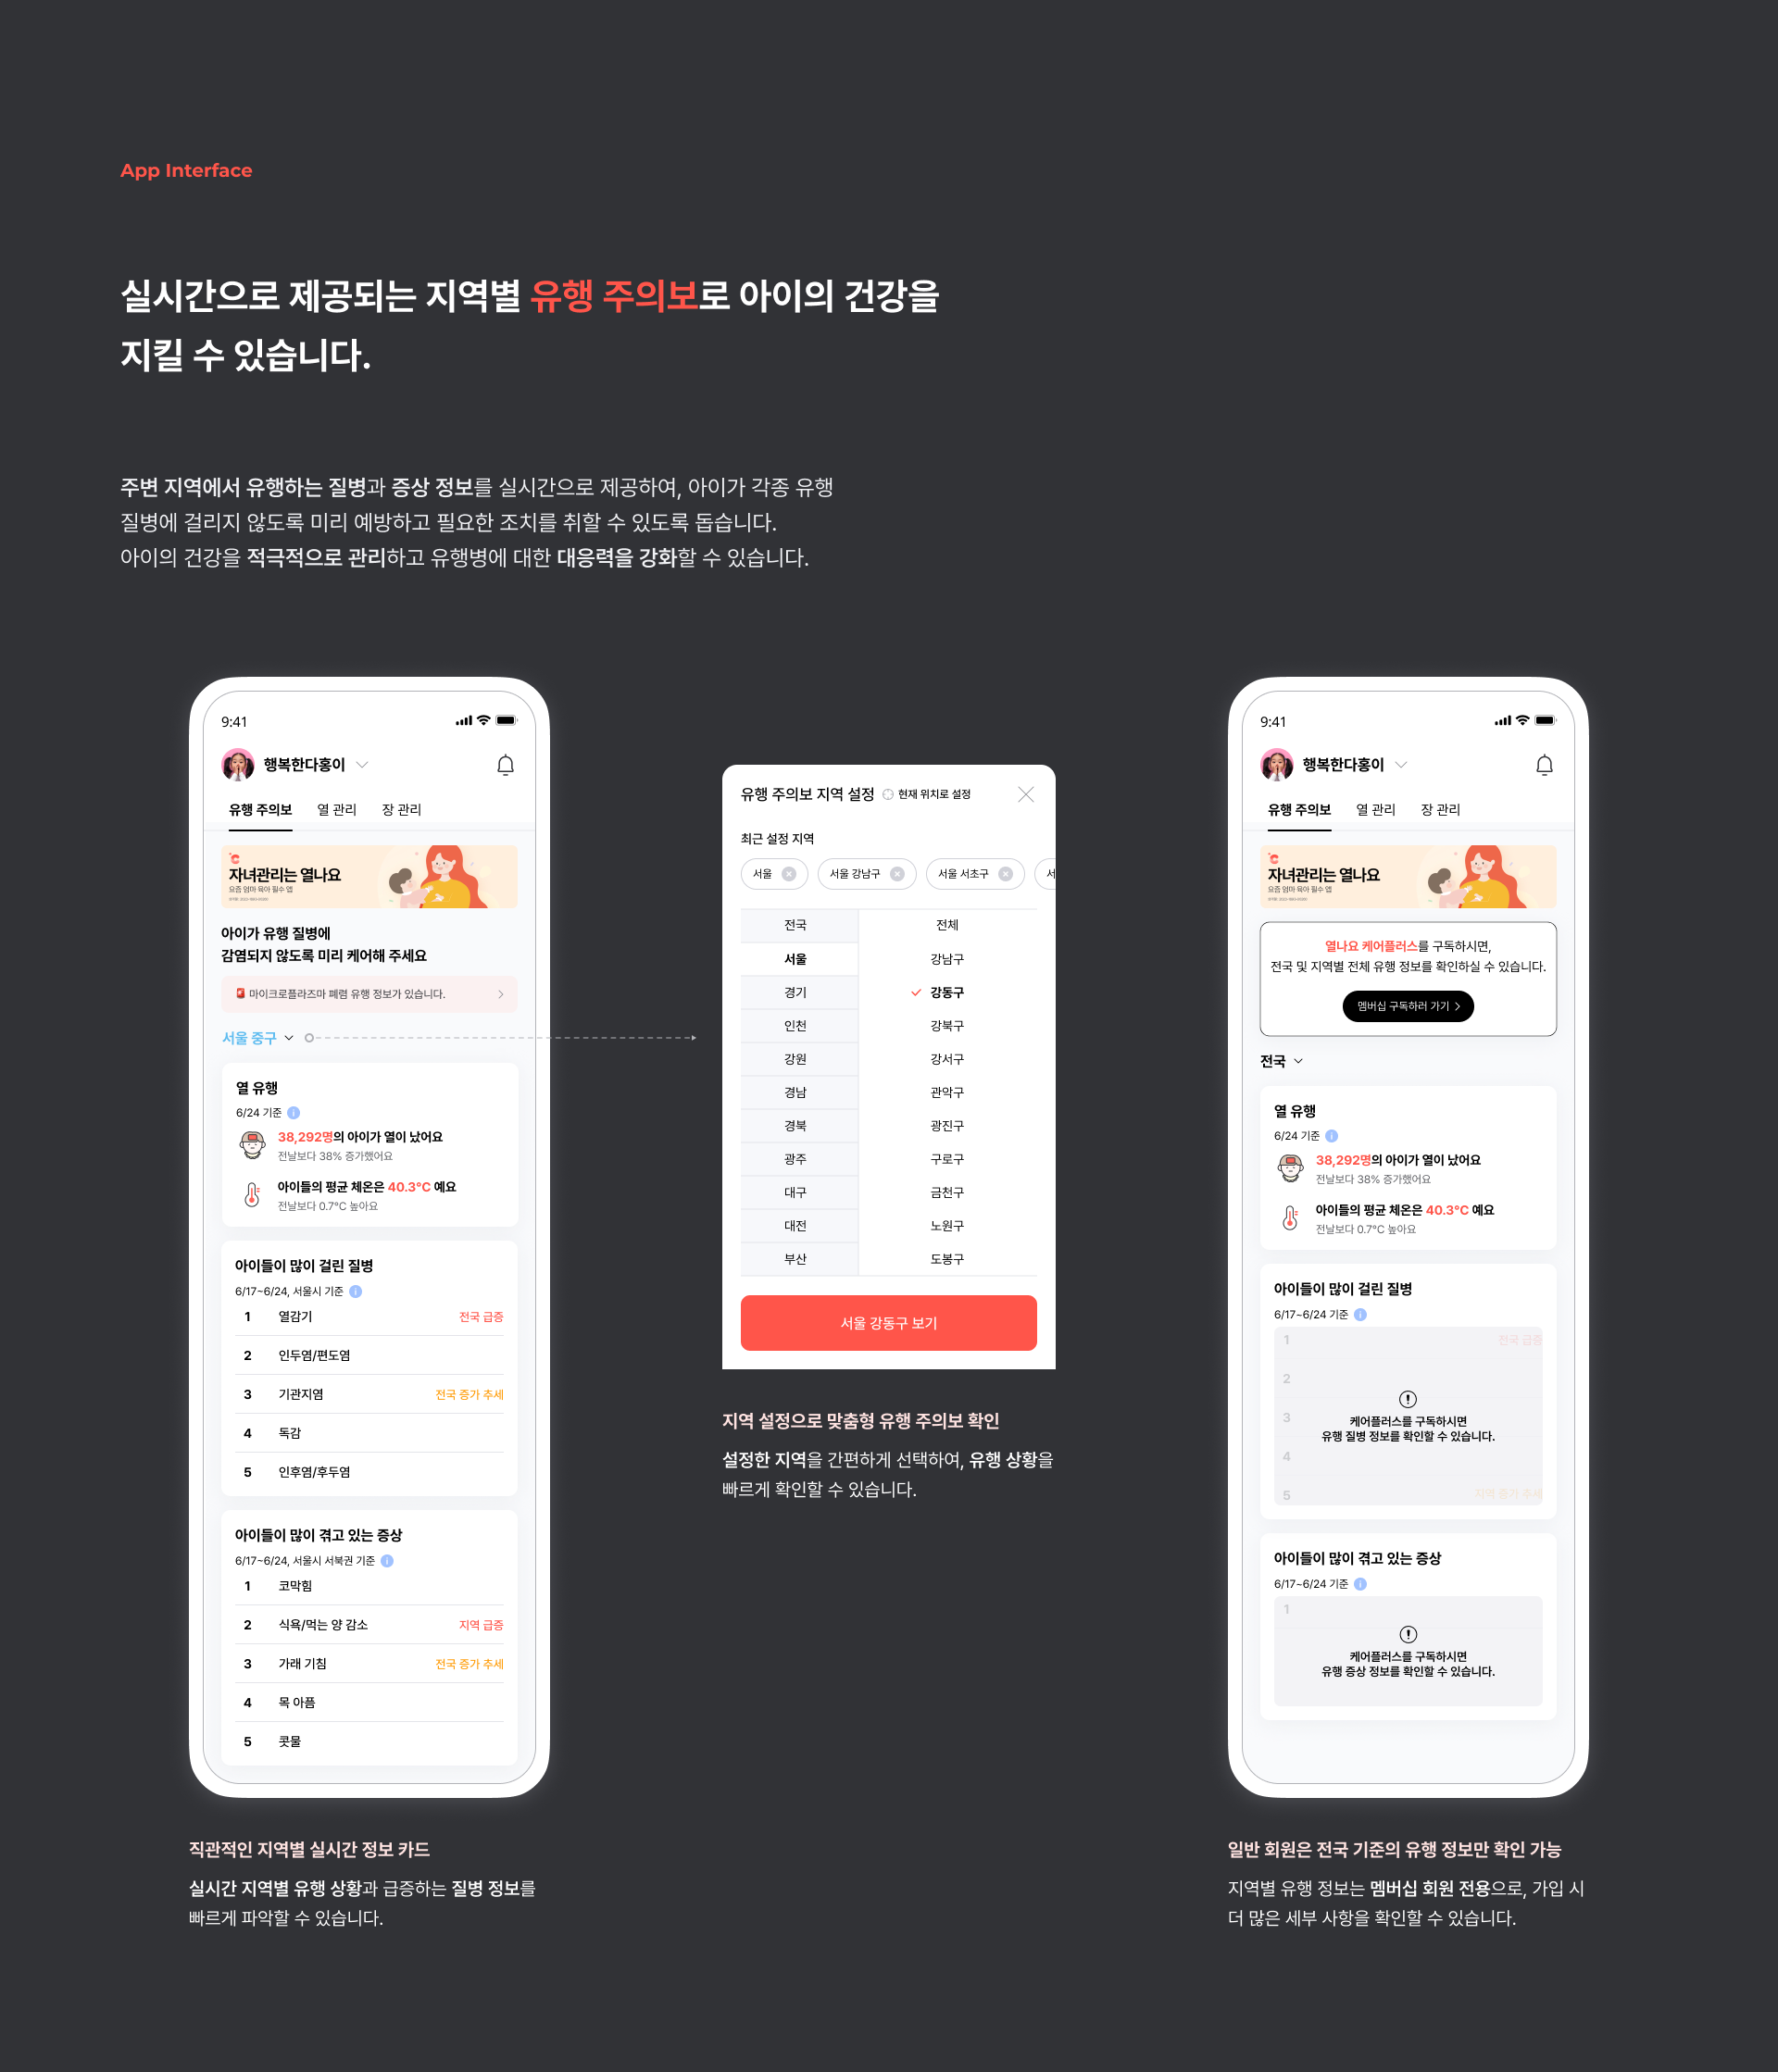 App Interface
실시간으로 제공되는 지역별 유행 주의보로 아이의 건강을
지킬 수 있습니다.
주변 지역에서 유행하는 질병과 증상 정보를 실시간으로 제공하여, 아이가 각종 유행
질병에 걸리지 않도록 미리 예방하고 필요한 조치를 취할 수 있도록 돕습니다.
아이의 건강을 적극적으로 관리하고 유행병에 대한 대응력을 강화할 수 있습니다.
9:41
행복한다홍이
유행 주의보 열 관리 장 관리
자녀관리는 열나요
요즘 엄마 육아 필수 앱
아이가 유행 질병에
감염되지 않도록 미리 케어해 주세요
마이크로플라즈마 폐렴 유행 정보가 있습니다.
서울 중구
열 유행
6/24 기준
38,292명의 아이가 열이 났어요
전날보다 38% 증가했어요
아이들의 평균 체온은 40.3°C 예요
전날보다 0.7°C 높아요
아이들이 많이 걸린 질병
6/17~6/24, 서울시 기준
1 열감기 전국 급증
2 인두염/편도염
3 기관지염 전국 증가 추세
4 독감
5 인후염/후두염
아이들이 많이 겪고 있는 증상
6/17~6/24, 서울시 서북권 기준
1 코막힘
2 식욕/먹는 양 감소 지역 급증
3 가래 기침 전국 증가 추세
4 목 아픔
5 콧물
직관적인 지역별 실시간 정보 카드
실시간 지역별 유행 상황과 급증하는 질병 정보를
빠르게 파악할 수 있습니다.
유행 주의보 지역 설정 현재 위치로 설정
최근 설정 지역
서울 서울 강남구 서울 서초구 서
전국 전체
서울 강남구
경기 강동구
인천 강북구
강원 강서구
경남 관악구
경북 광진구
광주 구로구
대구 금천구
대전 노원구
부산 도봉구
서울 강동구 보기
지역 설정으로 맞춤형 유행 주의보 확인
설정한 지역을 간편하게 선택하여, 유행 상황을
빠르게 확인할 수 있습니다.
9:41
행복한다홍이
유행 주의보 열 관리 장 관리
자녀관리는 열나요
요즘 엄마 육아 필수 앱
열나요 케어플러스를 구독하시면,
전국 및 지역별 전체 유행 정보를 확인하실 수 있습니다.
멤버십 구독하러 가기
전국
열 유행
6/24 기준
38,292명의 아이가 열이 났어요
전날보다 38% 증가했어요
아이들의 평균 체온은 40.3°C 예요
전날보다 0.7°C 높아요
아이들이 많이 걸린 질병
6/17~6/24 기준
1 전국 급증
2
3
4
5 지역 증가 추세
케어플러스를 구독하시면
유행 질병 정보를 확인할 수 있습니다.
아이들이 많이 겪고 있는 증상
6/17~6/24 기준
1
케어플러스를 구독하시면
유행 증상 정보를 확인할 수 있습니다.
일반 회원은 전국 기준의 유행 정보만 확인 가능
지역별 유행 정보는 멤버십 회원 전용으로, 가입 시
더 많은 세부 사항을 확인할 수 있습니다.